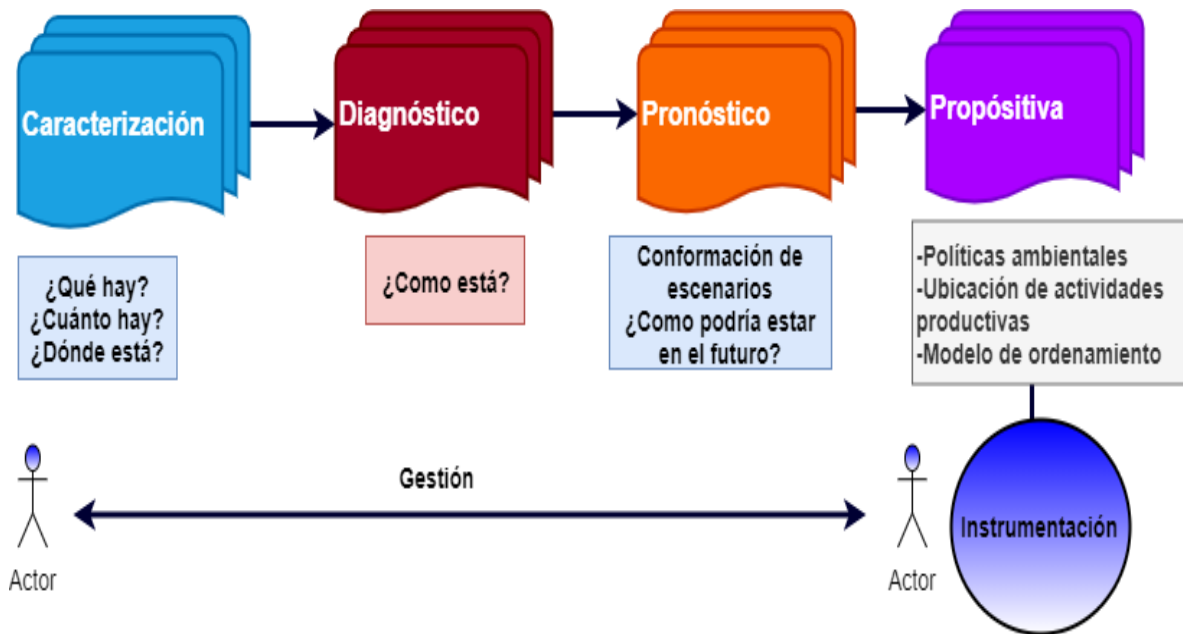 Caracterización
Diagnóstico
Pronóstico
Propósitiva
¿Qué hay?
¿Cuánto hay?
¿Dónde está?
¿Como está?
Conformación de
escenarios
¿Como podría estar
en el futuro?
-Políticas ambientales
-Ubicación de actividades
productivas
-Modelo de ordenamiento
Gestión
Actor
Actor
Instrumentación